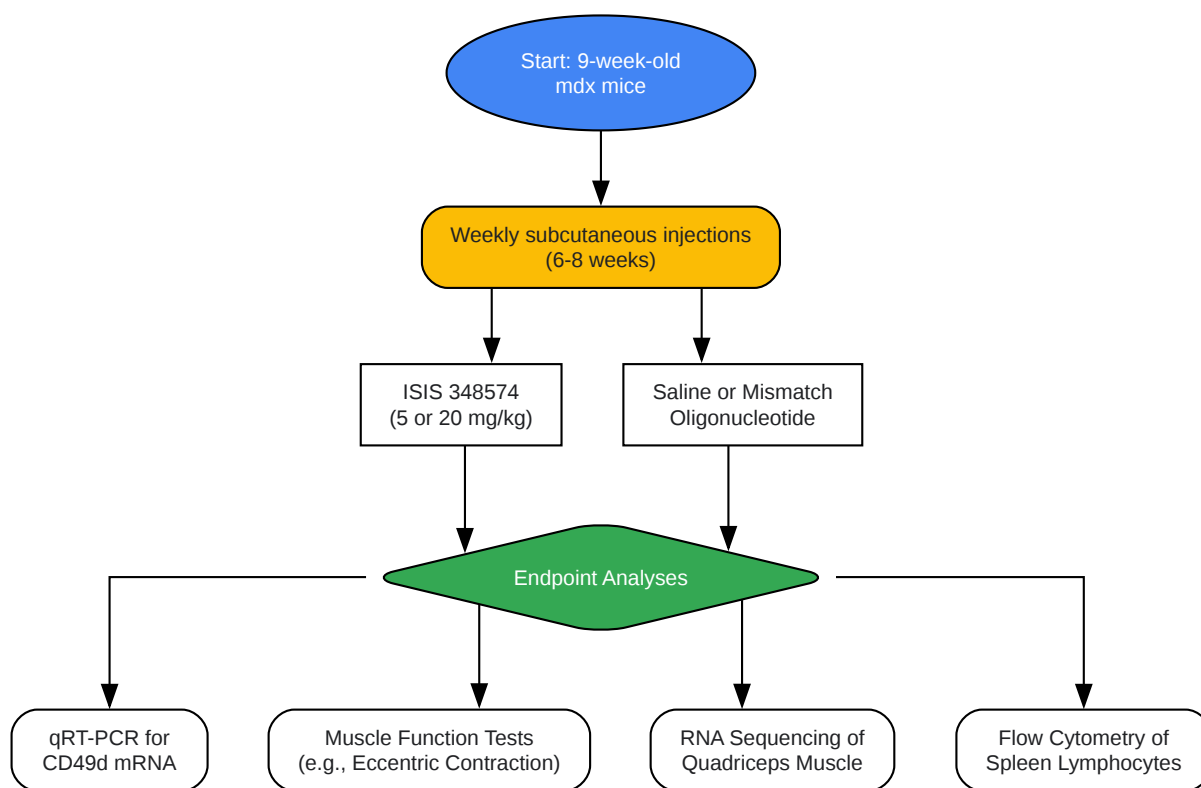 Start: 9-week-old
mdx mice
Weekly subcutaneous injections
(6-8 weeks)
ISIS 348574
(5 or 20 mg/kg)
Saline or Mismatch
Oligonucleotide
Endpoint Analyses
qRT-PCR for
CD49d mRNA
Muscle Function Tests
(e.g., Eccentric Contraction)
RNA Sequencing of
Quadriceps Muscle
Flow Cytometry of
Spleen Lymphocytes